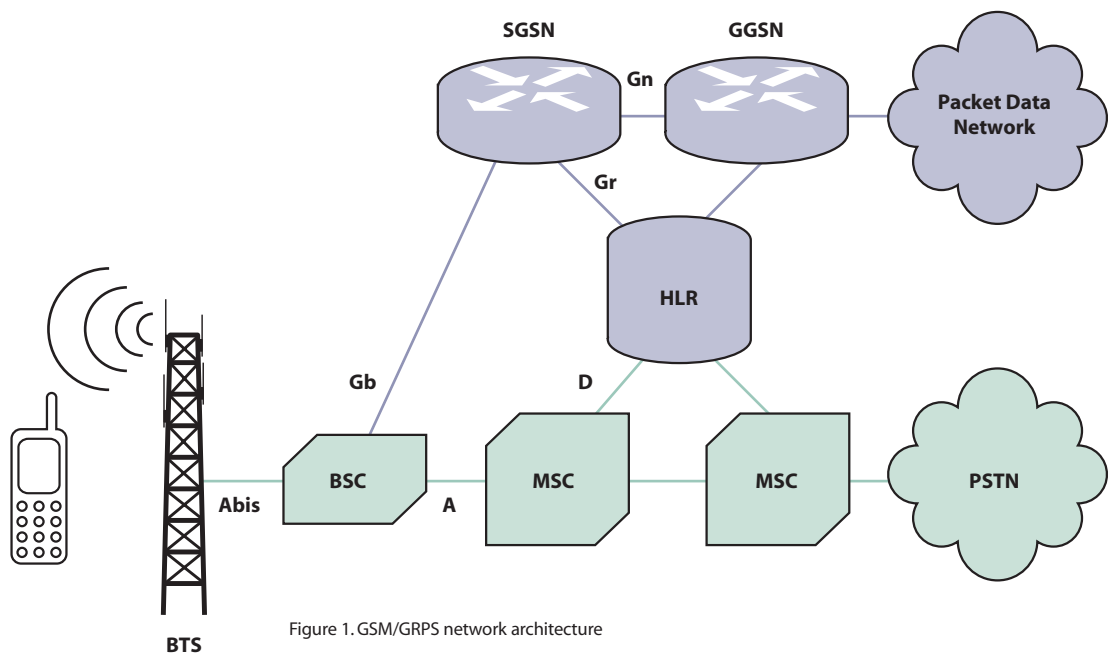 SGSN
GGSN
Gn
Packet Data
Network
Gr
HLR
Gb
D
BSC
MSC
MSC
PSTN
Abis
A
BTS
Figure 1. GSM/GRPS network architecture